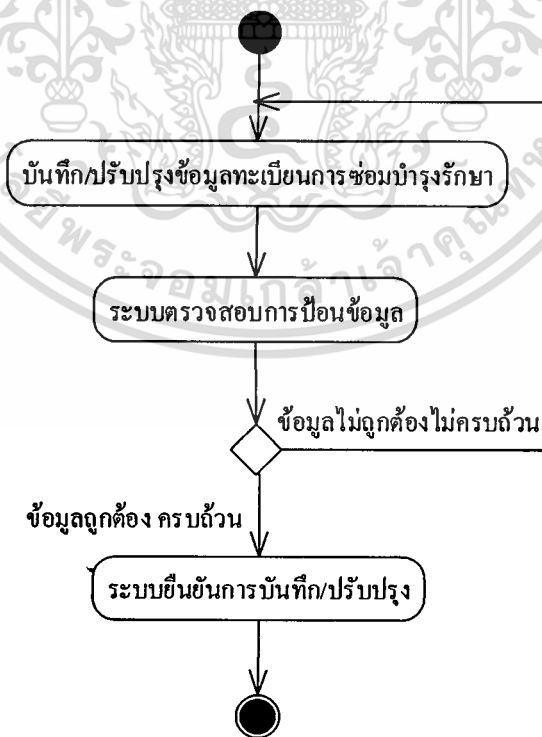 บันทึก/ปรับปรุงข้อมูลทะเบียนการซ่อมบำรุงรักษา
ระบบตรวจสอบการป้อนข้อมูล
ข้อมูลไม่ถูกต้องไม่ครบถ้วน
ข้อมูลถูกต้อง ครบถ้วน
ระบบยืนยันการบันทึก/ปรับปรุง